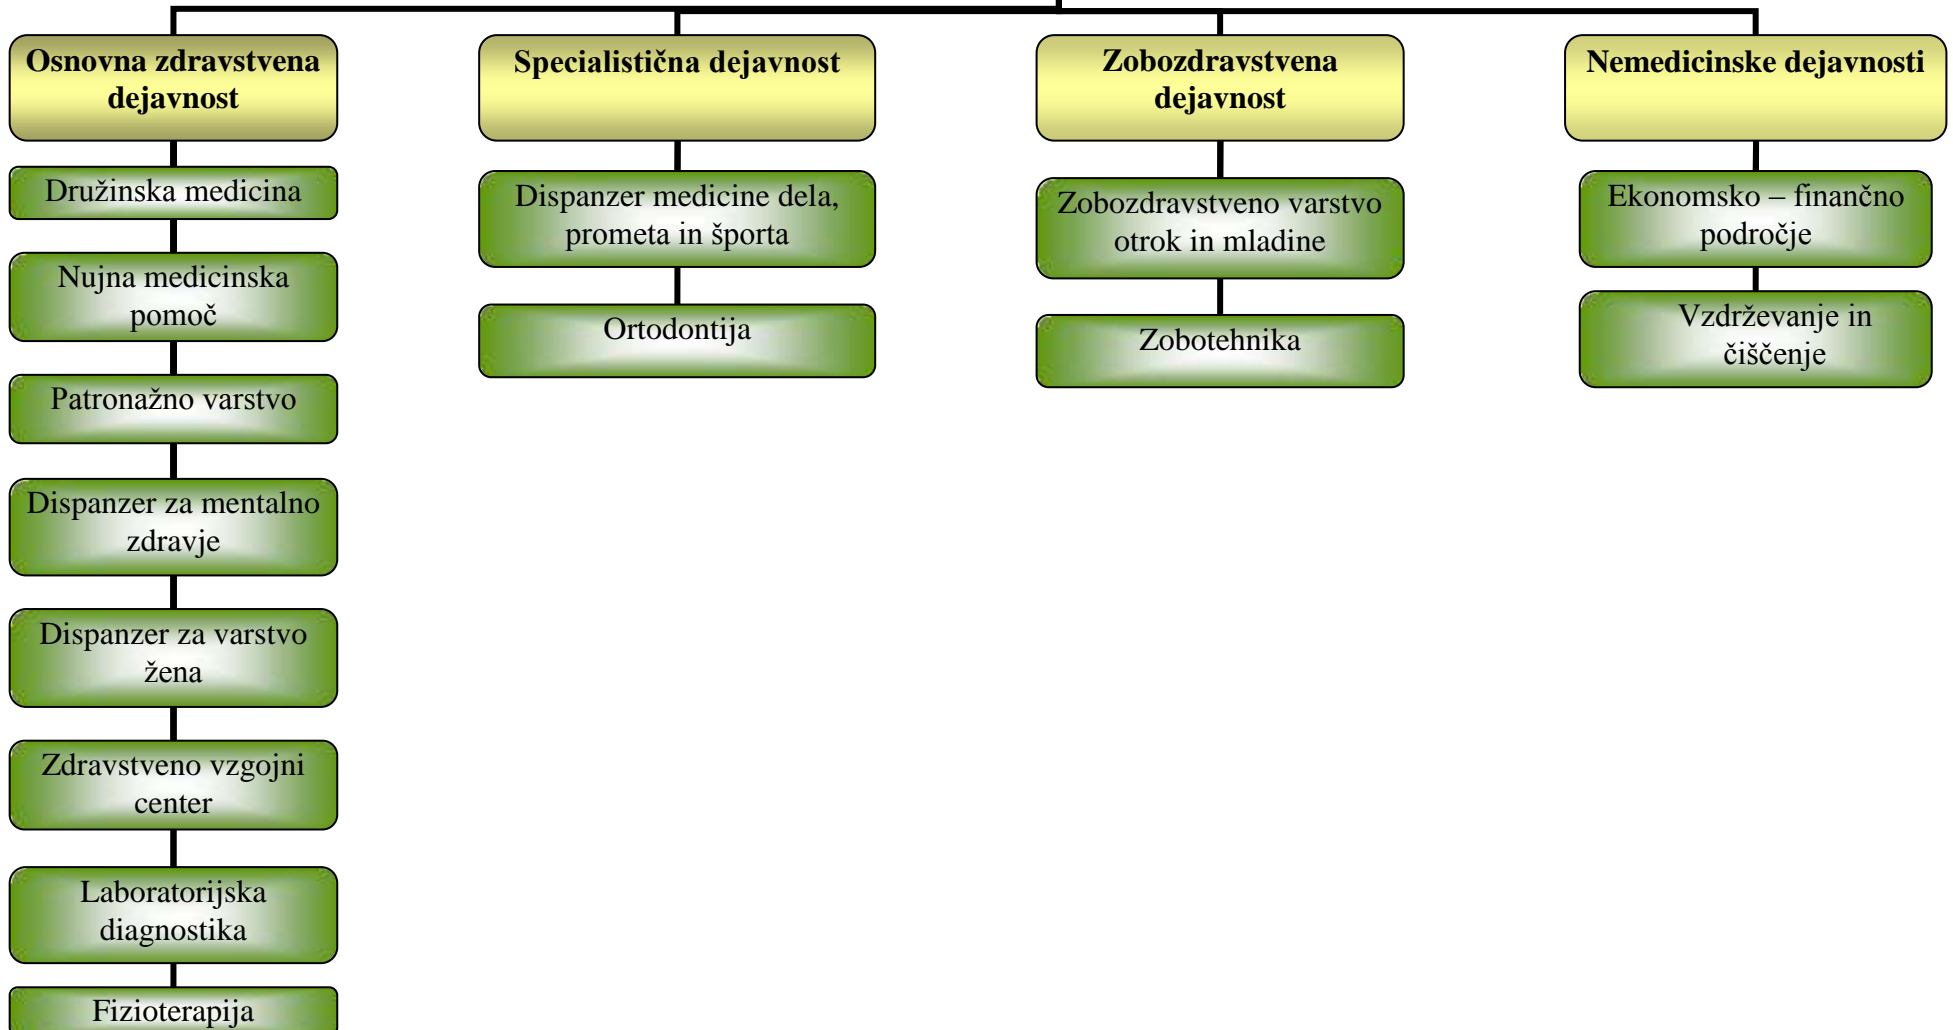 Osnovna zdravstvena
dejavnost
Družinska medicina
Nujna medicinska
pomoč
Patronažno varstvo
Dispanzer za mentalno
zdravje
Dispanzer za varstvo
žena
Zdravstveno vzgojni
center
Laboratorijska
diagnostika
Fizioterapija
Specialistična dejavnost
Dispanzer medicine dela,
prometa in športa
Ortodontija
Zobozdravstvena
dejavnost
Zobozdravstveno varstvo
otrok in mladine
Zobotehnika
Nemedicinske dejavnosti
Ekonomsko – finančno
področje
Vzdrževanje in
čiščenje